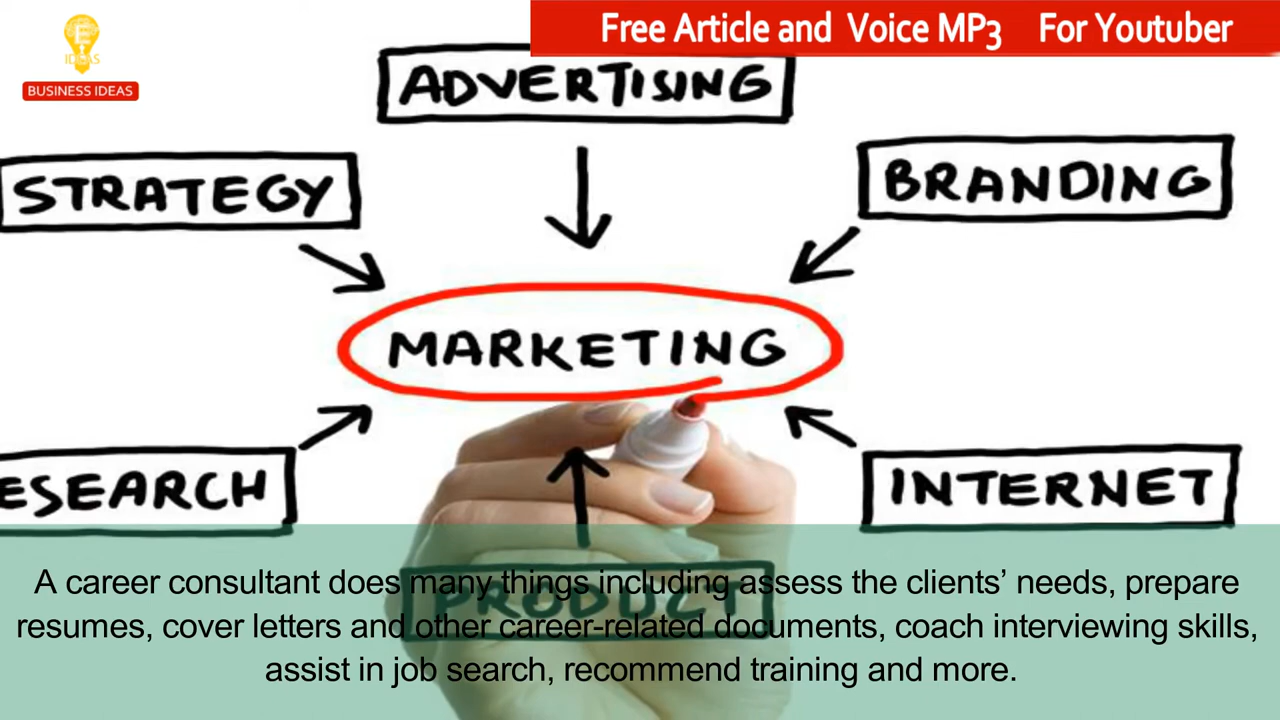 Free Article and Voice MP3 For Youtuber
IDEAS
BUSINESS IDEAS
ADVERTISING
STRATEGY
BRANDING
MARKETING
ESEARCH
INTERNET
PRODUCT
A career consultant does many things including assess the clients’ needs, prepare
resumes, cover letters and other career-related documents, coach interviewing skills,
assist in job search, recommend training and more.